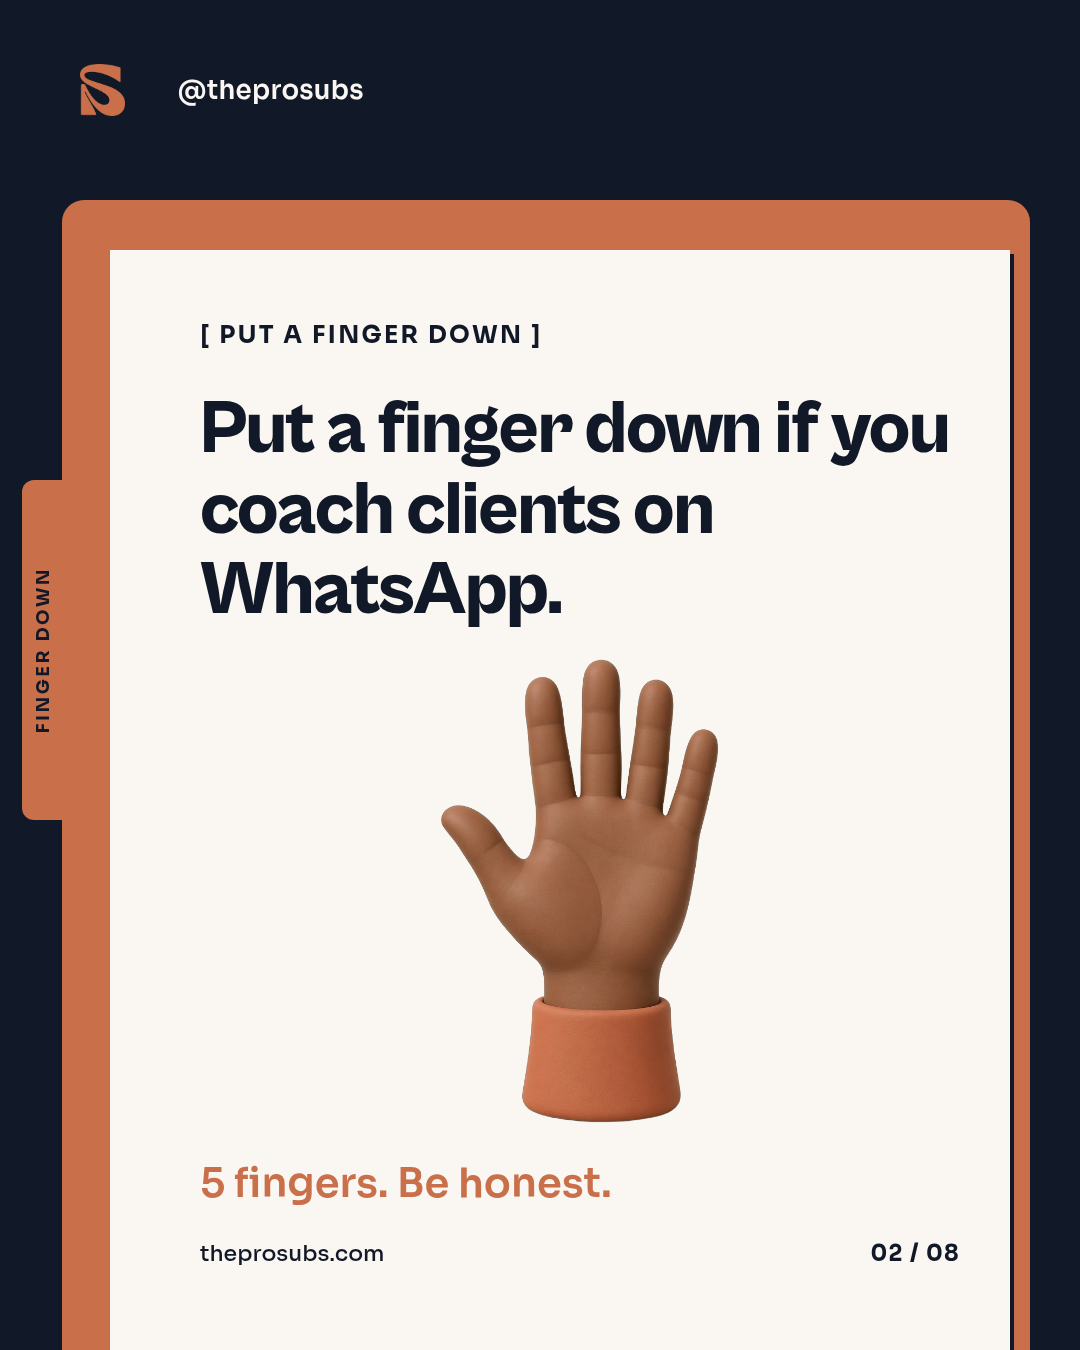 @theprosubs
[ PUT A FINGER DOWN ]
Put a finger down if you
coach clients on
WhatsApp.
FINGER DOWN
5 fingers. Be honest.
theprosubs.com
02 / 08